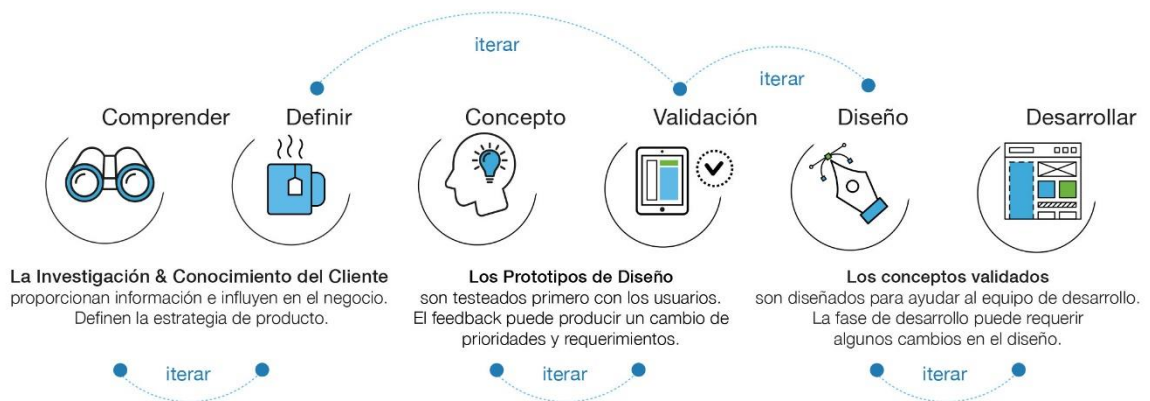 iterar
iterar
Comprender
Definir
Concepto
Validación
Diseño
Desarrollar
La Investigación & Conocimiento del Cliente
proporcionan información e influyen en el negocio.
Definen la estrategia de producto.
Los Prototipos de Diseño
son testeados primero con los usuarios.
El feedback puede producir un cambio de
prioridades y requerimientos.
Los conceptos validados
son diseñados para ayudar al equipo de desarrollo.
La fase de desarrollo puede requerir
algunos cambios en el diseño.
iterar
iterar
iterar